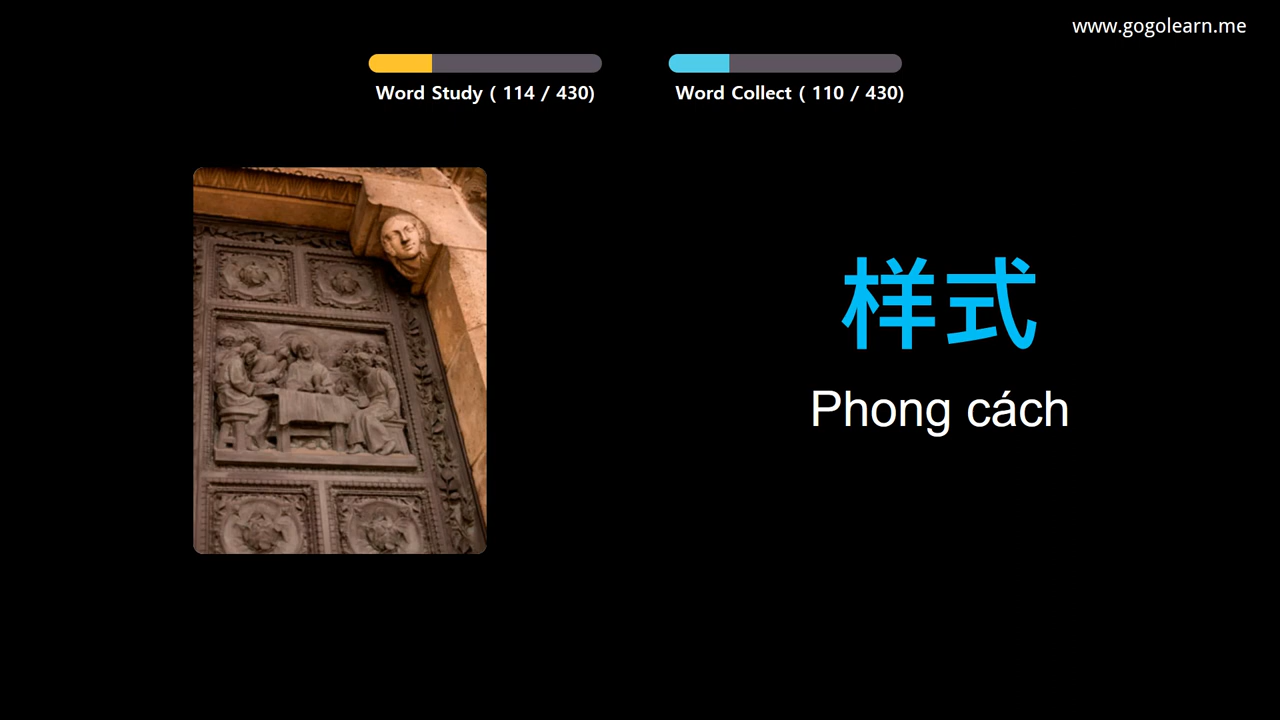 www.gogolearn.me
Word Study ( 114 / 430)
Word Collect ( 110 / 430)
样式
Phong cách